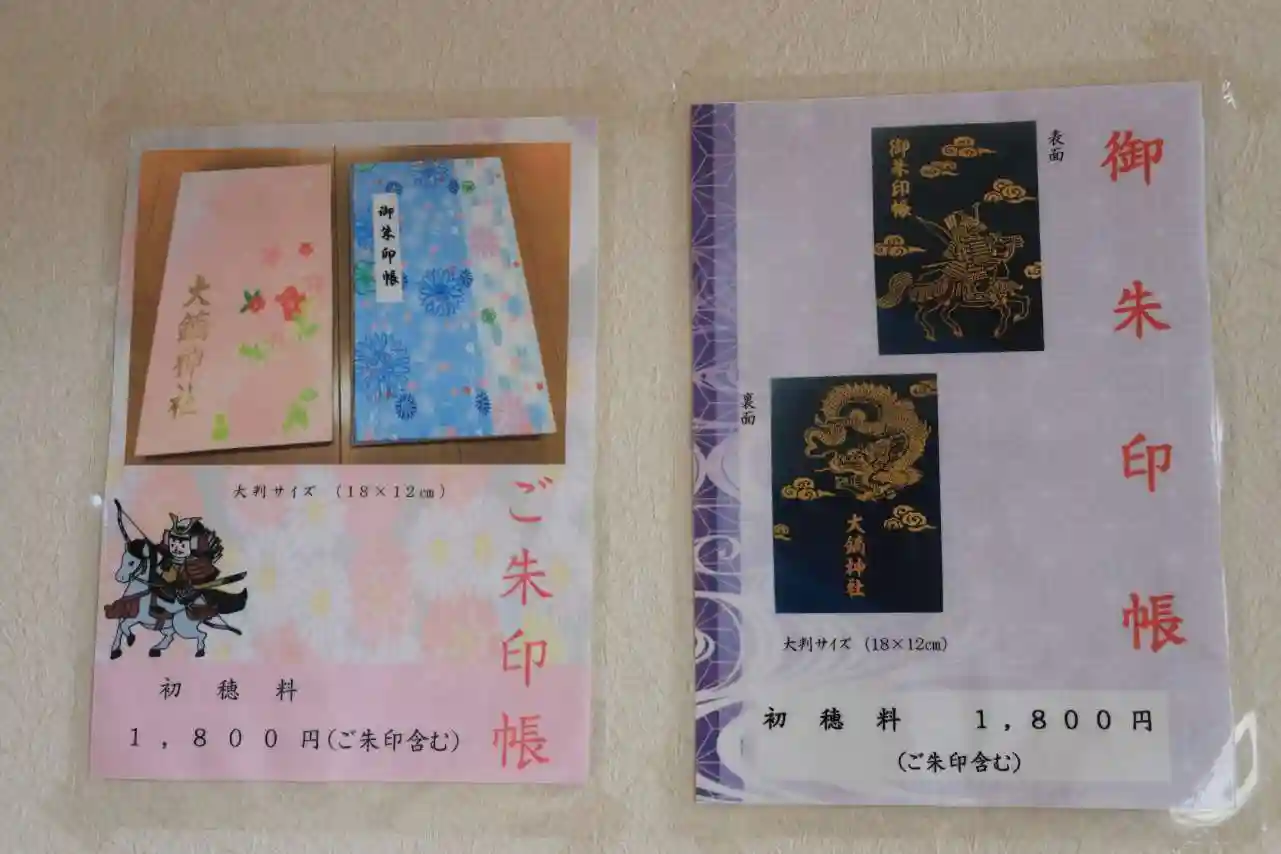 大鏑神社
御朱印帳
大判サイズ (18×12㎝)
ご朱印帳
初穂料
1,800円(ご朱印含む)
御朱印帳
表面
御朱印帳
裏面
大鏑神社
大判サイズ (18×12㎝)
初穂料 1,800円
(ご朱印含む)